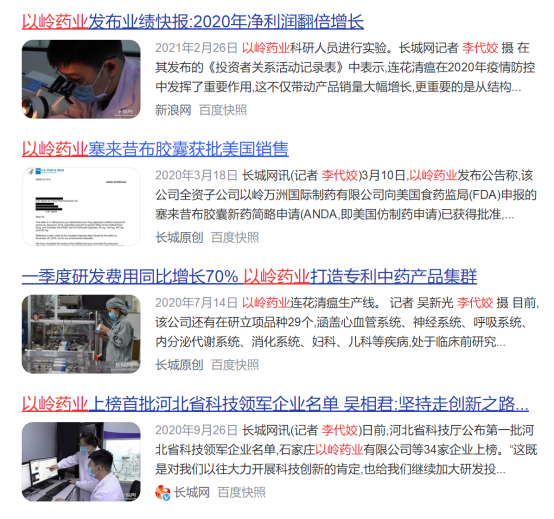 以岭药业发布业绩快报:2020年净利润翻倍增长
2021年2月26日 以岭药业科研人员进行实验。长城网记者 李代姣 摄 在
其发布的《投资者关系活动记录表》中表示,连花清瘟在2020年疫情防控
中发挥了重要作用,这不仅带动产品销量大幅增长,更重要的是从结构...
新浪网 百度快照
以岭药业塞来昔布胶囊获批美国销售
2020年3月18日 长城网讯(记者 李代姣)3月10日,以岭药业发布公告称,该
公司全资子公司以岭万洲国际制药有限公司向美国食药监局(FDA)申报的
塞来昔布胶囊新药简略申请(ANDA,即美国仿制药申请)已获得批准,...
长城原创 百度快照
一季度研发费用同比增长70% 以岭药业打造专利中药产品集群
2020年7月14日 以岭药业连花清瘟生产线。 记者 吴新光 李代姣 摄 目前,
该公司还有在研立项品种29个,涵盖心血管系统、神经系统、呼吸系统、
内分泌代谢系统、消化系统、妇科、儿科等疾病,处于临床前研究...
长城原创 百度快照
以岭药业上榜首批河北省科技领军企业名单 吴相君:坚持走创新之路...
2020年9月26日 长城网讯(记者 李代姣)日前,河北省科技厅公布第一批河
北省科技领军企业名单,石家庄以岭药业有限公司等34家企业上榜。“这既
是对我们以往大力开展科技创新的肯定,也给我们继续加大研发投...
长城网 百度快照